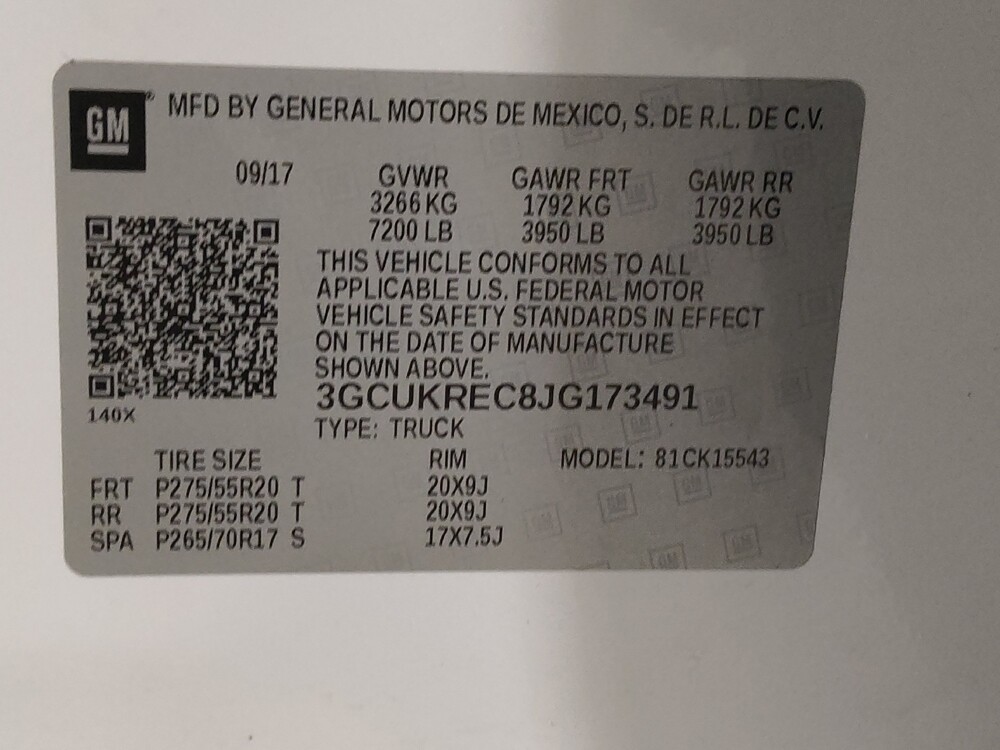 GM® MFD BY GENERAL MOTORS DE MEXICO, S. DE R.L. DE C.V.
09/17 GVWR GAWR FRT GAWR RR
3266 KG 1792 KG 1792 KG
7200 LB 3950 LB 3950 LB
THIS VEHICLE CONFORMS TO ALL
APPLICABLE U.S. FEDERAL MOTOR
VEHICLE SAFETY STANDARDS IN EFFECT
ON THE DATE OF MANUFACTURE
SHOWN ABOVE.
3GCUKREC8JG173491
140X
TYPE: TRUCK
TIRE SIZE RIM MODEL: 81CK15543
FRT P275/55R20 T 20X9J
RR P275/55R20 T 20X9J
SPA P265/70R17 S 17X7.5J